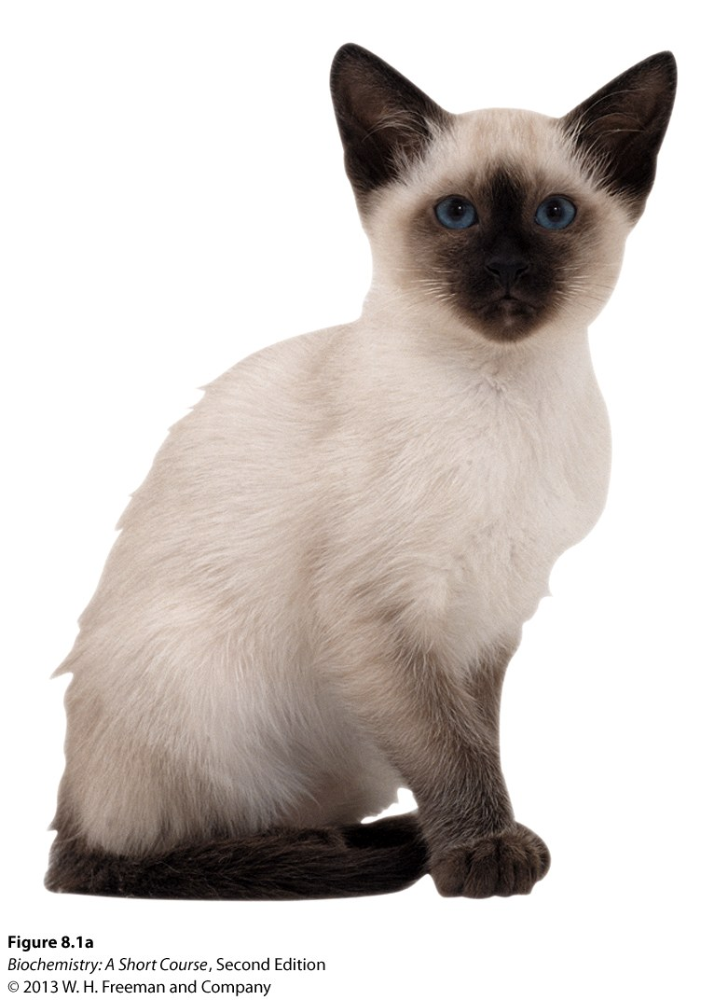 Figure 8.1a
Biochemistry: A Short Course, Second Edition
© 2013 W. H. Freeman and Company